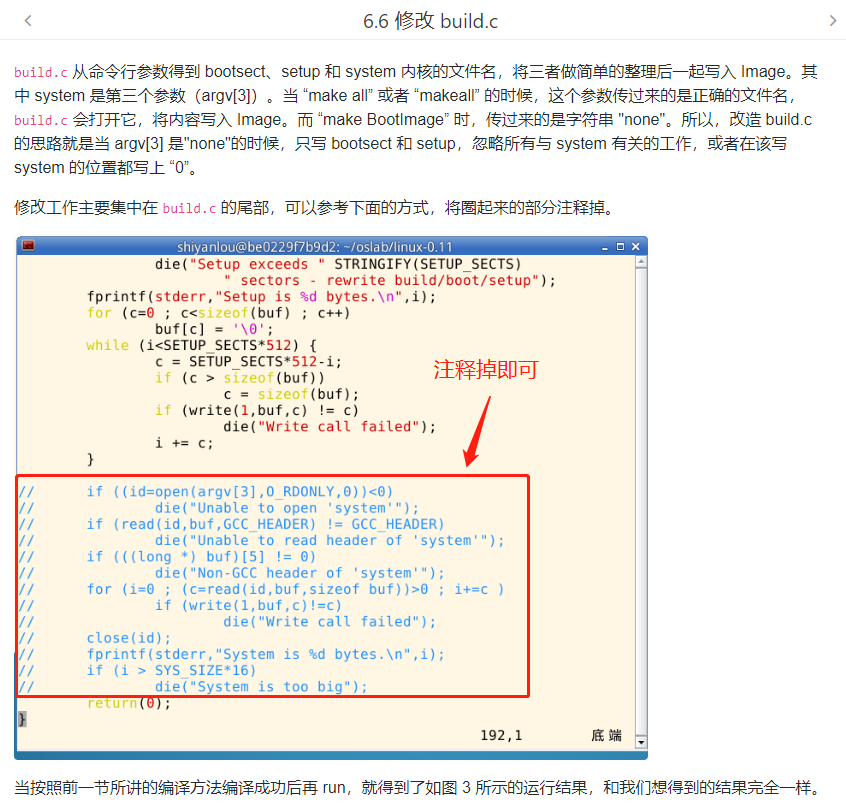 6.6 修改 build.c
build.c 从命令行参数得到 bootsect、setup 和 system 内核的文件名，将三者做简单的整理后一起写入 Image。其
中 system 是第三个参数（argv[3]）。当 “make all” 或者 “makeall” 的时候，这个参数传过来的是正确的文件名，
build.c 会打开它，将内容写入 Image。而 “make BootImage” 时，传过来的是字符串 "none"。所以，改造 build.c
的思路就是当 argv[3] 是"none"的时候，只写 bootsect 和 setup，忽略所有与 system 有关的工作，或者在该写
system 的位置都写上 “0”。
修改工作主要集中在 build.c 的尾部，可以参考下面的方式，将圈起来的部分注释掉。
shiyanlou@be0229f7b9d2: ~/oslab/linux-0.11
die("Setup exceeds " STRINGIFY(SETUP_SECTS)
" sectors - rewrite build/boot/setup");
fprintf(stderr,"Setup is %d bytes.\n",i);
for (c=0 ; c<sizeof(buf) ; c++)
buf[c] = '\0';
while (i<SETUP_SECTS*512) {
c = SETUP_SECTS*512-i;
if (c > sizeof(buf))
c = sizeof(buf);
if (write(1,buf,c) != c)
die("Write call failed");
i += c;
}
注释掉即可
// if ((id=open(argv[3],O_RDONLY,0))<0)
// die("Unable to open 'system'");
// if (read(id,buf,GCC_HEADER) != GCC_HEADER)
// die("Unable to read header of 'system'");
// if (((long *) buf)[5] != 0)
// die("Non-GCC header of 'system'");
// for (i=0 ; (c=read(id,buf,sizeof buf))>0 ; i+=c )
// if (write(1,buf,c)!=c)
// die("Write call failed");
// close(id);
// fprintf(stderr,"System is %d bytes.\n",i);
// if (i > SYS_SIZE*16)
// die("System is too big");
return(0);
}
192,1 底端
当按照前一节所讲的编译方法编译成功后再 run，就得到了如图 3 所示的运行结果，和我们想得到的结果完全一样。